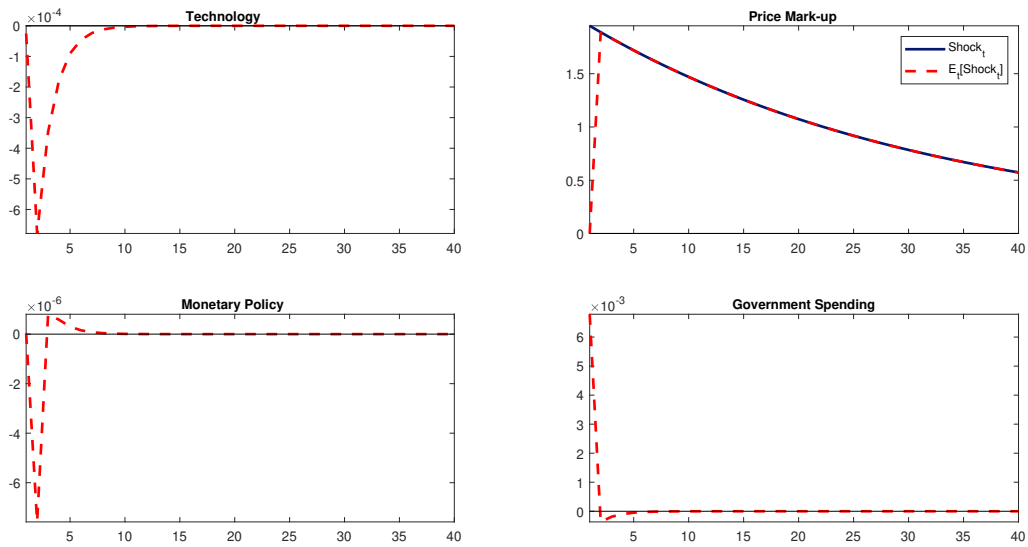 Technology
×10⁻⁴
0
-1
-2
-3
-4
-5
-6
5 10 15 20 25 30 35 40
Price Mark-up
1.5
1
0.5
0
Shock_t
E_t[Shock_t]
5 10 15 20 25 30 35 40
Monetary Policy
×10⁻⁶
0
-2
-4
-6
5 10 15 20 25 30 35 40
Government Spending
×10⁻³
6
5
4
3
2
1
0
5 10 15 20 25 30 35 40